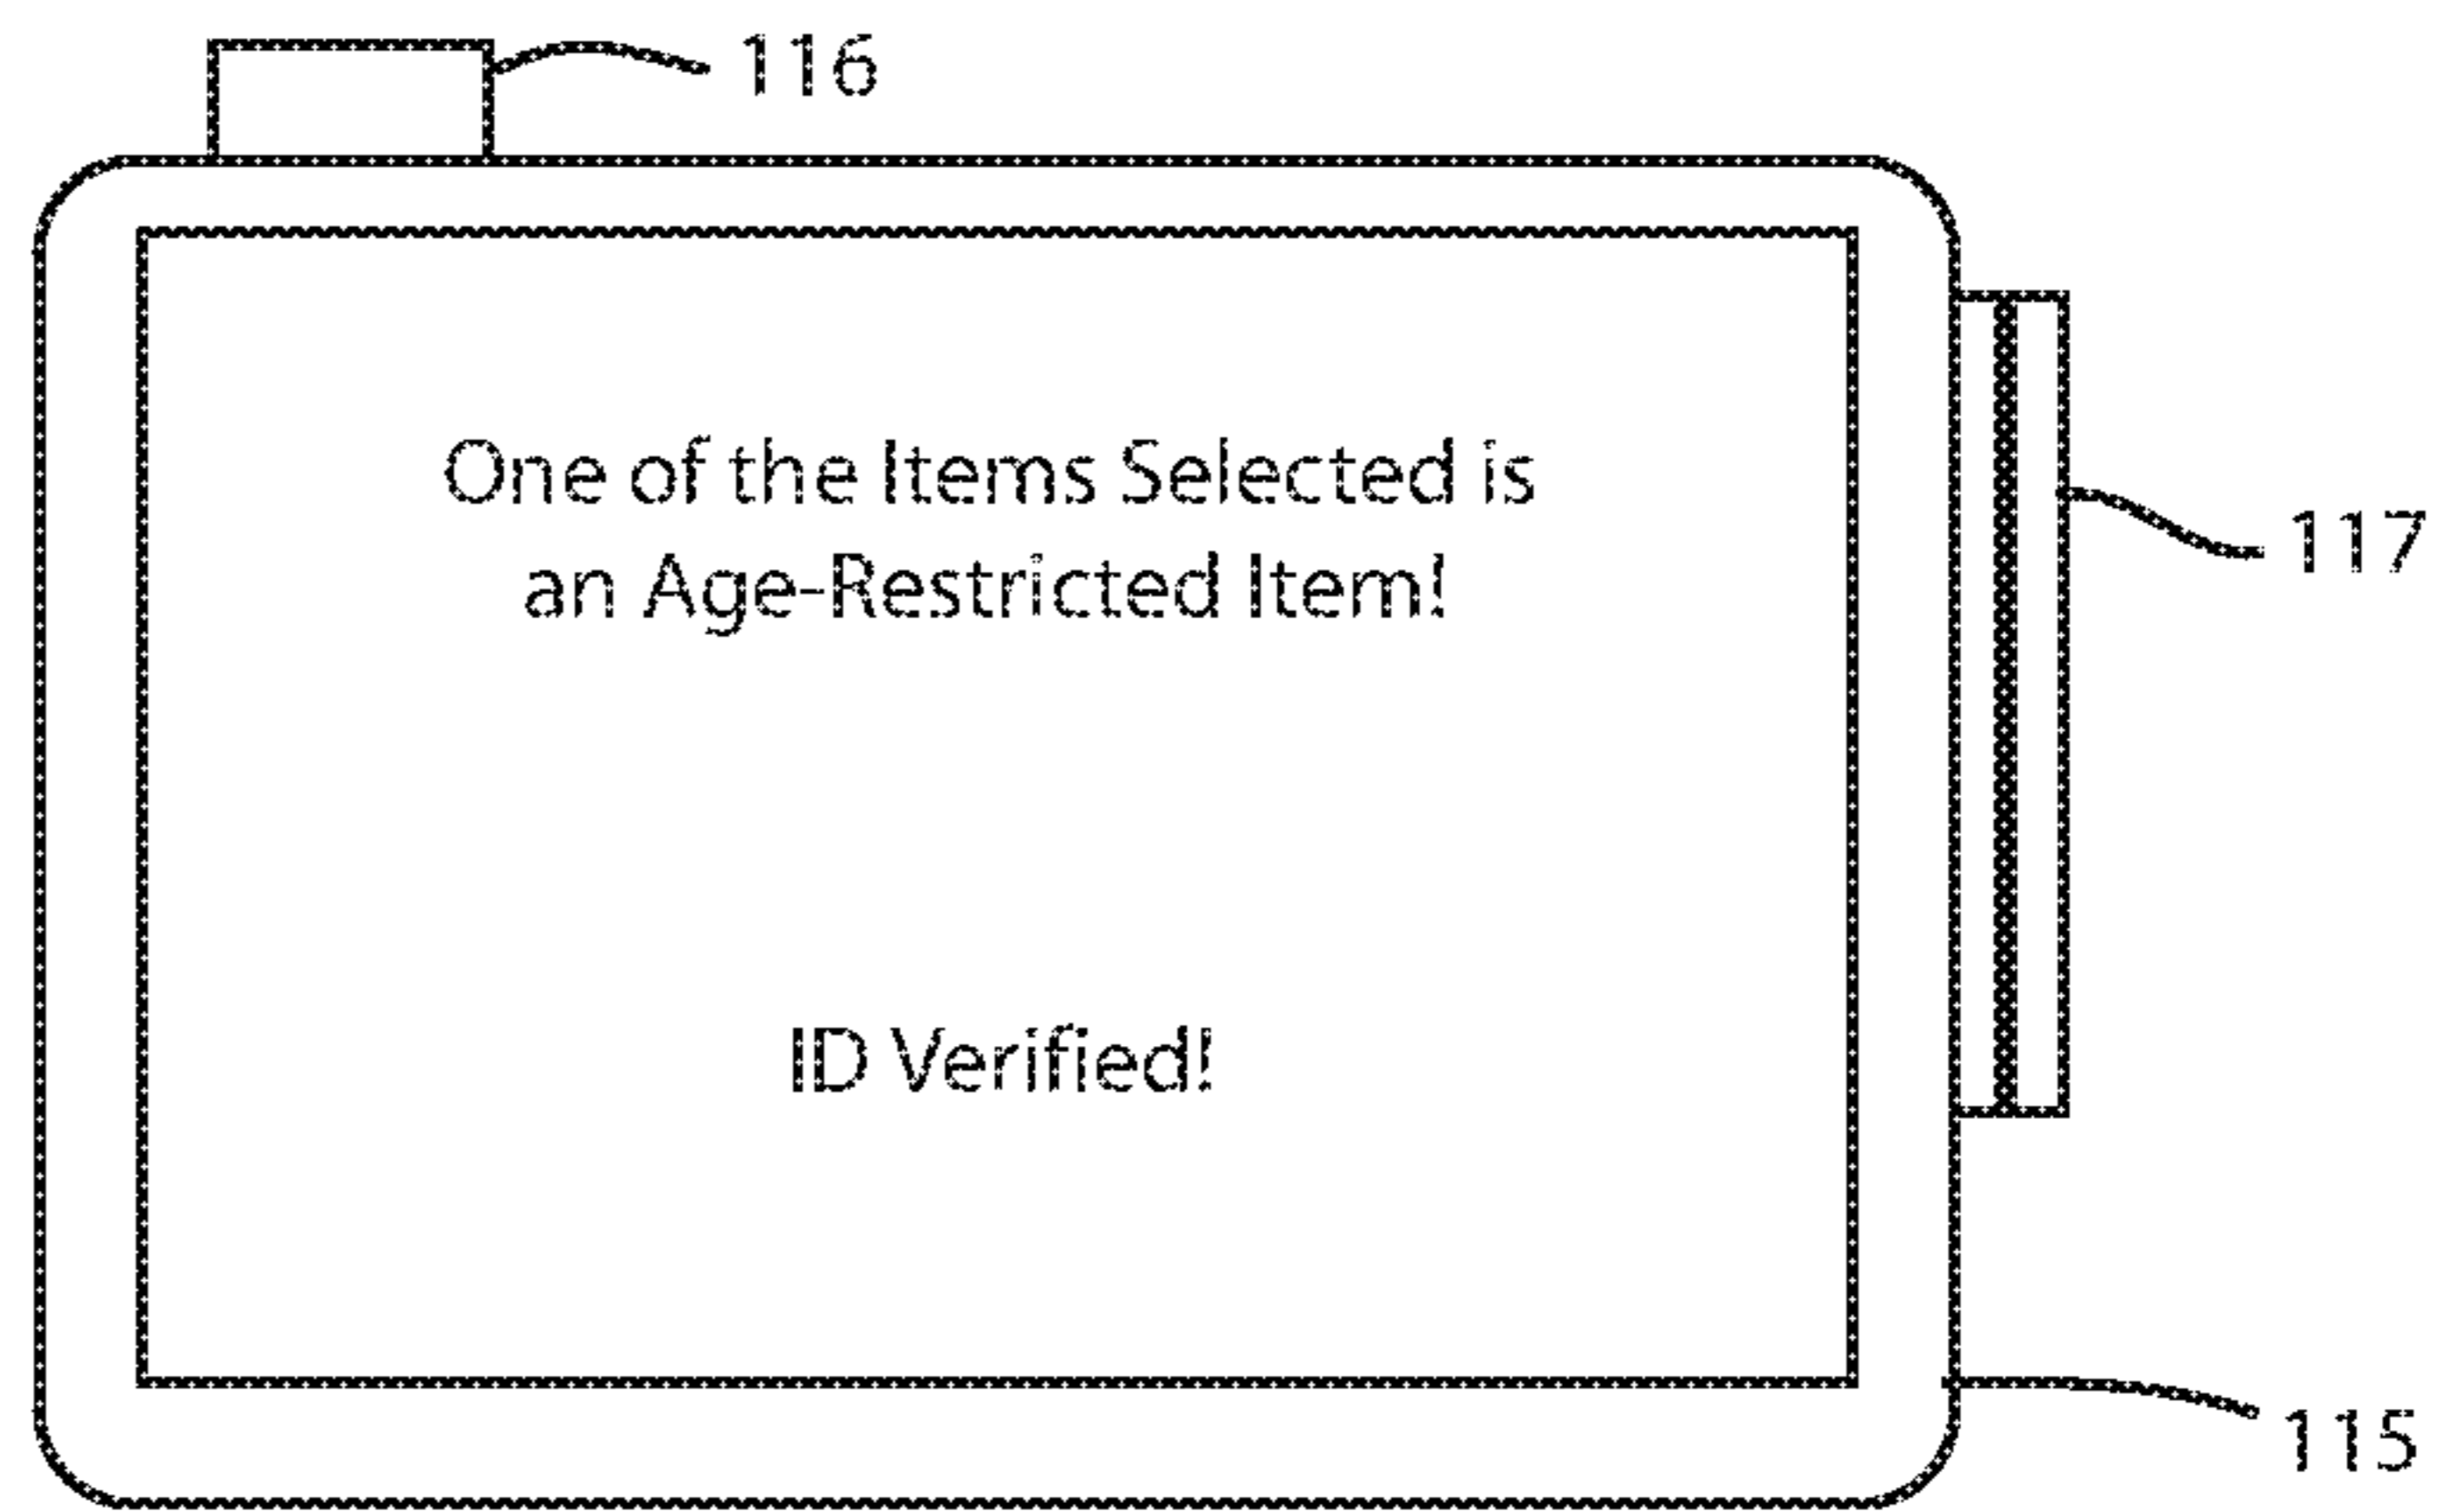 116
One of the Items Selected is
an Age-Restricted Item!
117
ID Verified!
115